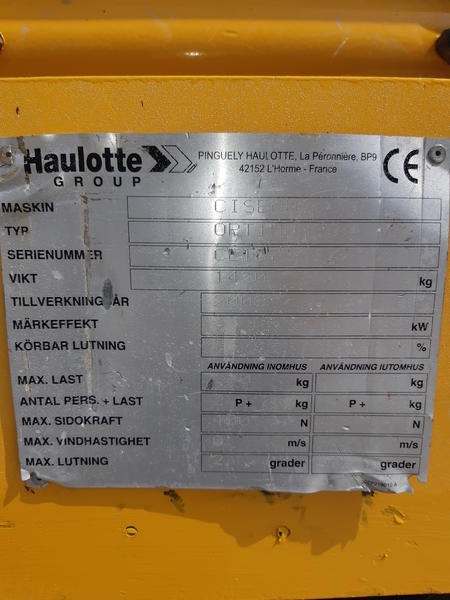 Haulotte
GROUP
PINGUELY HAULOTTE, La Péronnière, BP9
42152 L'Horme - France
CE
MASKIN
TYP
SERIENUMMER
VIKT kg
TILLVERKNING ÅR
MÄRKEFFEKT kW
KÖRBAR LUTNING %
ANVÄNDNING INOMHUS ANVÄNDNING IUTOMHUS
MAX. LAST kg kg
ANTAL PERS. + LAST P + kg P + kg
MAX. SIDOKRAFT N N
MAX. VINDHASTIGHET m/s m/s
MAX. LUTNING grader grader